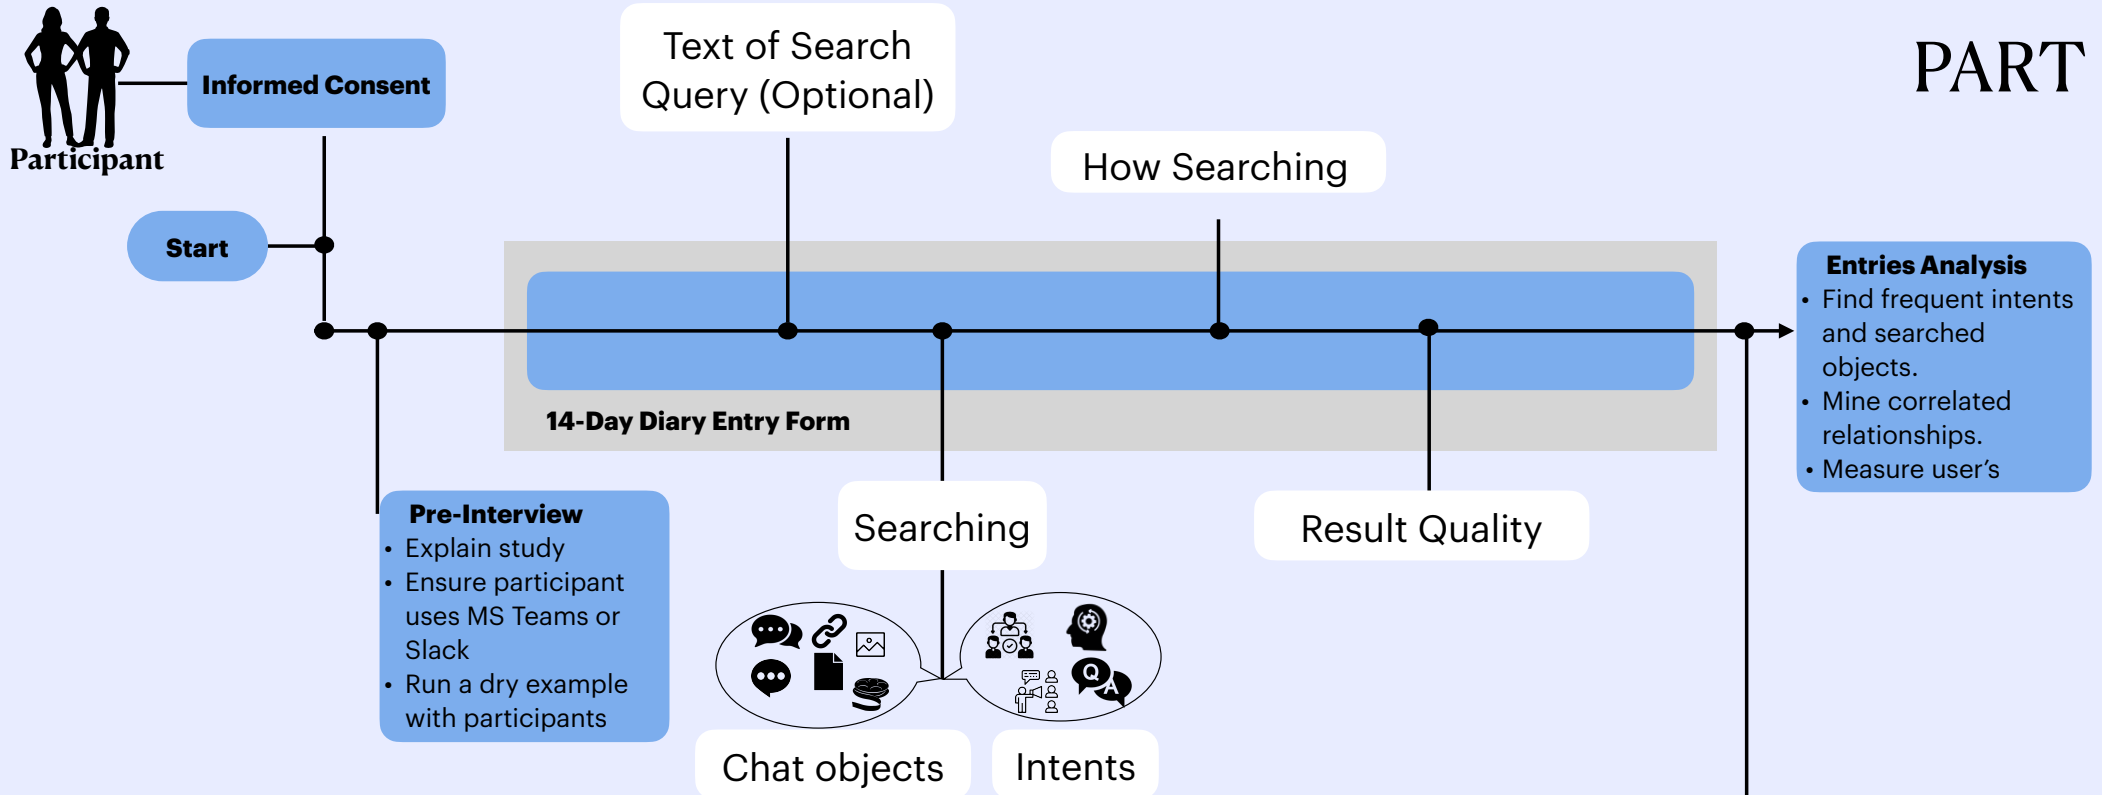 PART
Participant
Informed Consent
Start
Text of Search
Query (Optional)
How Searching
14-Day Diary Entry Form
Pre-Interview
• Explain study
• Ensure participant
uses MS Teams or
Slack
• Run a dry example
with participants
Searching
Q
A
Chat objects
Intents
Result Quality
Entries Analysis
• Find frequent intents
and searched
objects.
• Mine correlated
relationships.
• Measure user’s